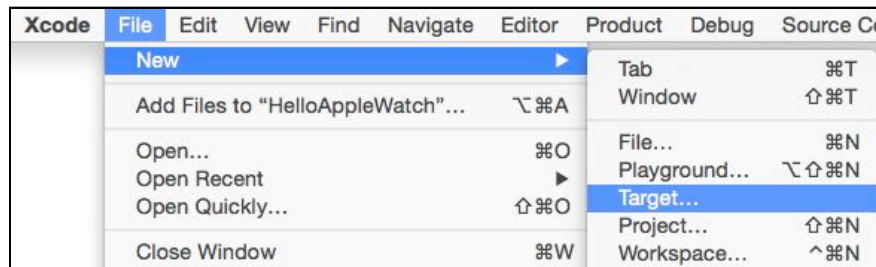 Xcode File Edit View Find Navigate Editor Product Debug Source Co
New ▶
Tab ⌘T
Add Files to “HelloAppleWatch”... ⌥⌘A
Window ⇧⌘T
Open... ⌘O
File... ⌘N
Open Recent ▶
Playground... ⌥⇧⌘N
Open Quickly... ⇧⌘O
Target...
Project... ⇧⌘N
Close Window ⌘W
Workspace... ^⌘N